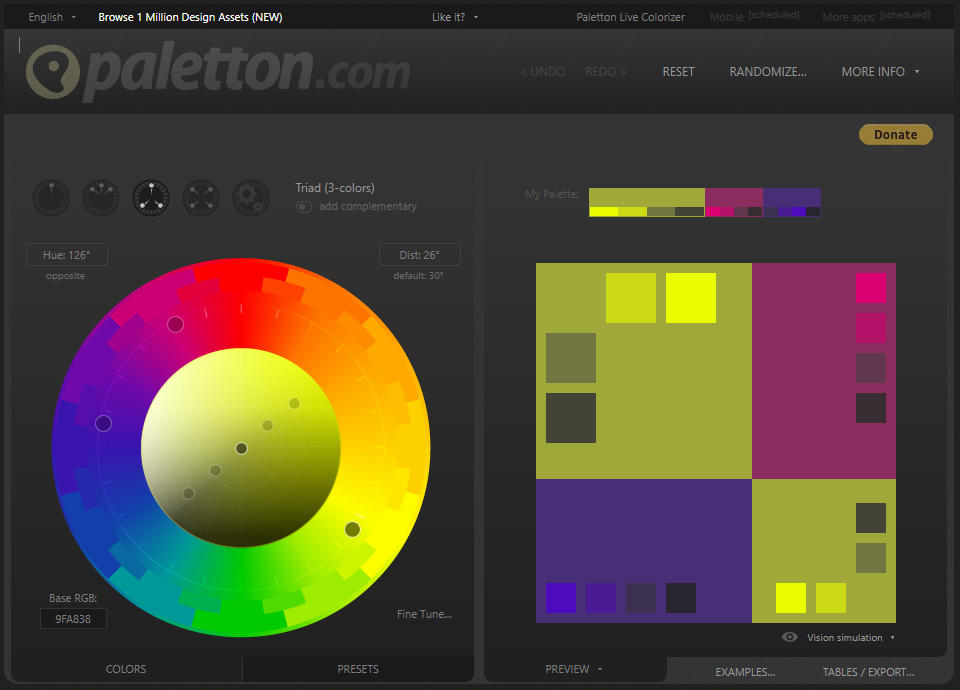 English
Browse 1 Million Design Assets (NEW)
Like it?
Paletton Live Colorizer
Mobile [scheduled]
More apps [scheduled]
paletton.com
< UNDO
REDO >
RESET
RANDOMIZE...
MORE INFO
Donate
Triad (3-colors)
add complementary
My Palette:
Hue: 126°
opposite
Dist: 26°
default: 30°
Base RGB:
9FA838
Fine Tune...
Vision simulation
COLORS
PRESETS
PREVIEW
EXAMPLES...
TABLES / EXPORT...